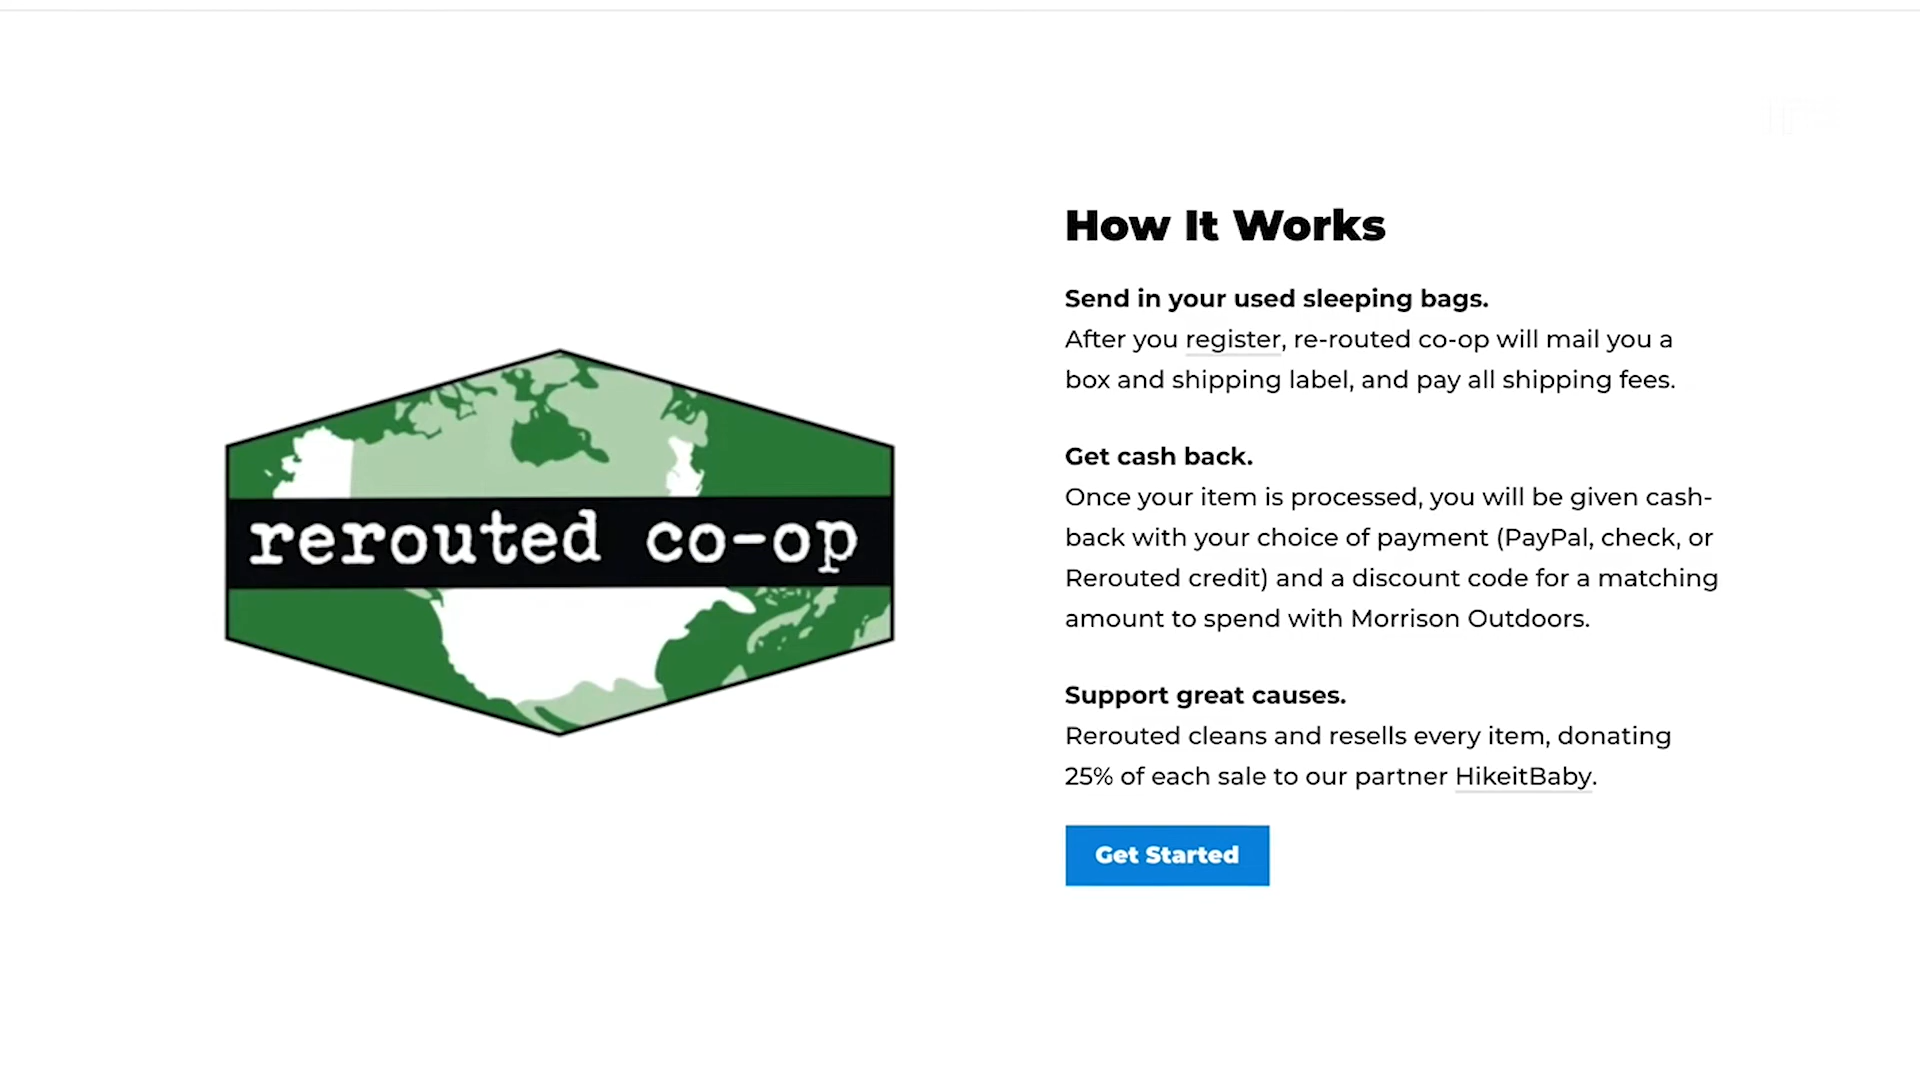 rerouted co-op
How It Works
Send in your used sleeping bags.
After you register, re-routed co-op will mail you a
box and shipping label, and pay all shipping fees.
Get cash back.
Once your item is processed, you will be given cash-
back with your choice of payment (PayPal, check, or
Rerouted credit) and a discount code for a matching
amount to spend with Morrison Outdoors.
Support great causes.
Rerouted cleans and resells every item, donating
25% of each sale to our partner HikeitBaby.
Get Started